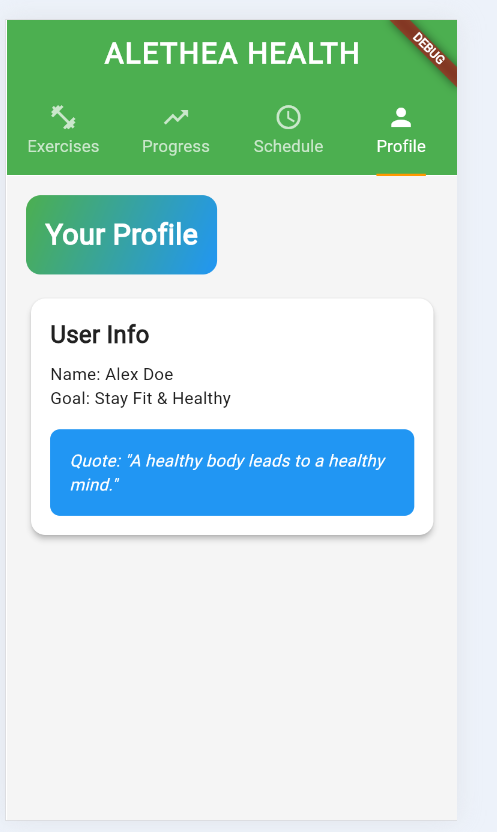 ALETHEA HEALTH
DEBUG
Exercises
Progress
Schedule
Profile
Your Profile
User Info
Name: Alex Doe
Goal: Stay Fit & Healthy
Quote: "A healthy body leads to a healthy
mind."